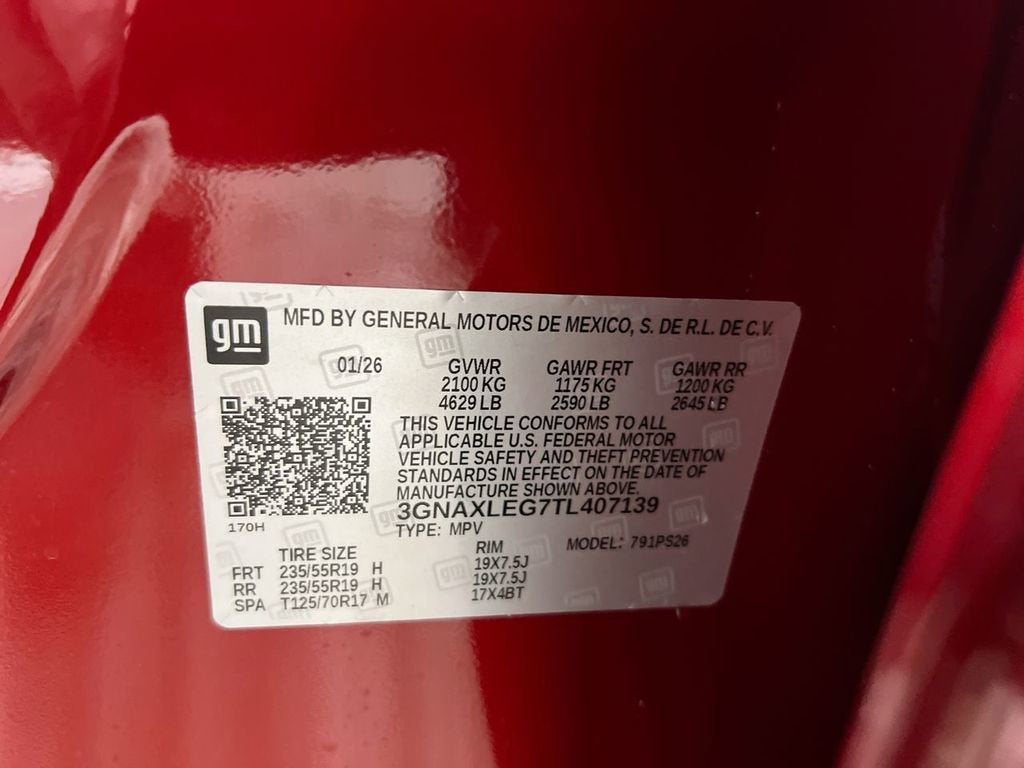 gm MFD BY GENERAL MOTORS DE MEXICO, S. DE R.L. DE C.V.
01/26 GVWR GAWR FRT GAWR RR
2100 KG 1175 KG 1200 KG
4629 LB 2590 LB 2645 LB
THIS VEHICLE CONFORMS TO ALL
APPLICABLE U.S. FEDERAL MOTOR
VEHICLE SAFETY AND THEFT PREVENTION
STANDARDS IN EFFECT ON THE DATE OF
MANUFACTURE SHOWN ABOVE.
3GNAXLEG7TL407139
170H
TYPE: MPV
TIRE SIZE RIM MODEL: 791PS26
FRT 235/55R19 H 19X7.5J
RR 235/55R19 H 19X7.5J
SPA T125/70R17 M 17X4BT